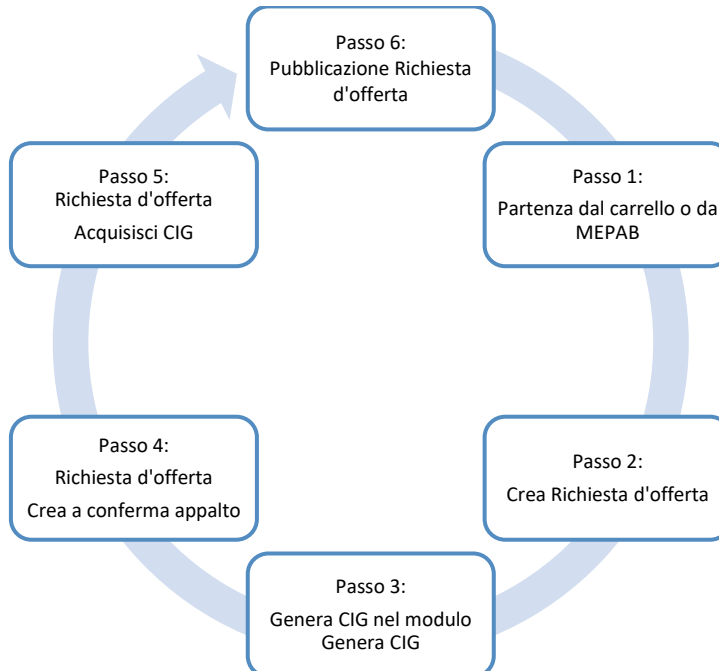 Passo 6:
Pubblicazione Richiesta
d'offerta
Passo 5:
Richiesta d'offerta
Acquisisci CIG
Passo 1:
Partenza dal carrello o da
MEPAB
Passo 4:
Richiesta d'offerta
Crea a conferma appalto
Passo 2:
Crea Richiesta d'offerta
Passo 3:
Genera CIG nel modulo
Genera CIG